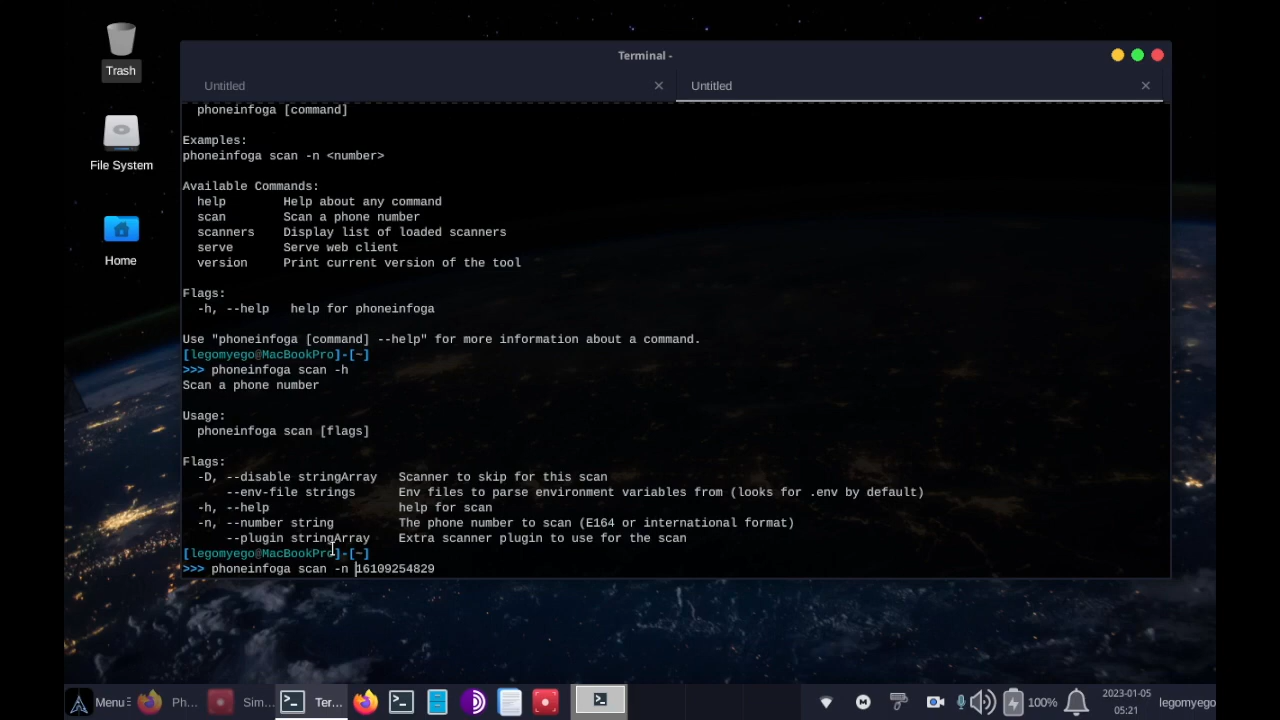 Trash
File System
Home
Terminal -
Untitled
Untitled
phoneinfoga [command]
Examples:
phoneinfoga scan -n <number>
Available Commands:
help        Help about any command
scan        Scan a phone number
scanners    Display list of loaded scanners
serve       Serve web client
version     Print current version of the tool
Flags:
-h, --help   help for phoneinfoga
Use "phoneinfoga [command] --help" for more information about a command.
[legomyego@MacBookPro]-[~]
>>> phoneinfoga scan -h
Scan a phone number
Usage:
phoneinfoga scan [flags]
Flags:
-D, --disable stringArray   Scanner to skip for this scan
--env-file strings      Env files to parse environment variables from (looks for .env by default)
-h, --help                  help for scan
-n, --number string         The phone number to scan (E164 or international format)
--plugin stringArray    Extra scanner plugin to use for the scan
[legomyego@MacBookPro]-[~]
>>> phoneinfoga scan -n 16109254829
Menu
Ph...
Sim...
Ter...
100%
2023-01-05
05:21
legomyego